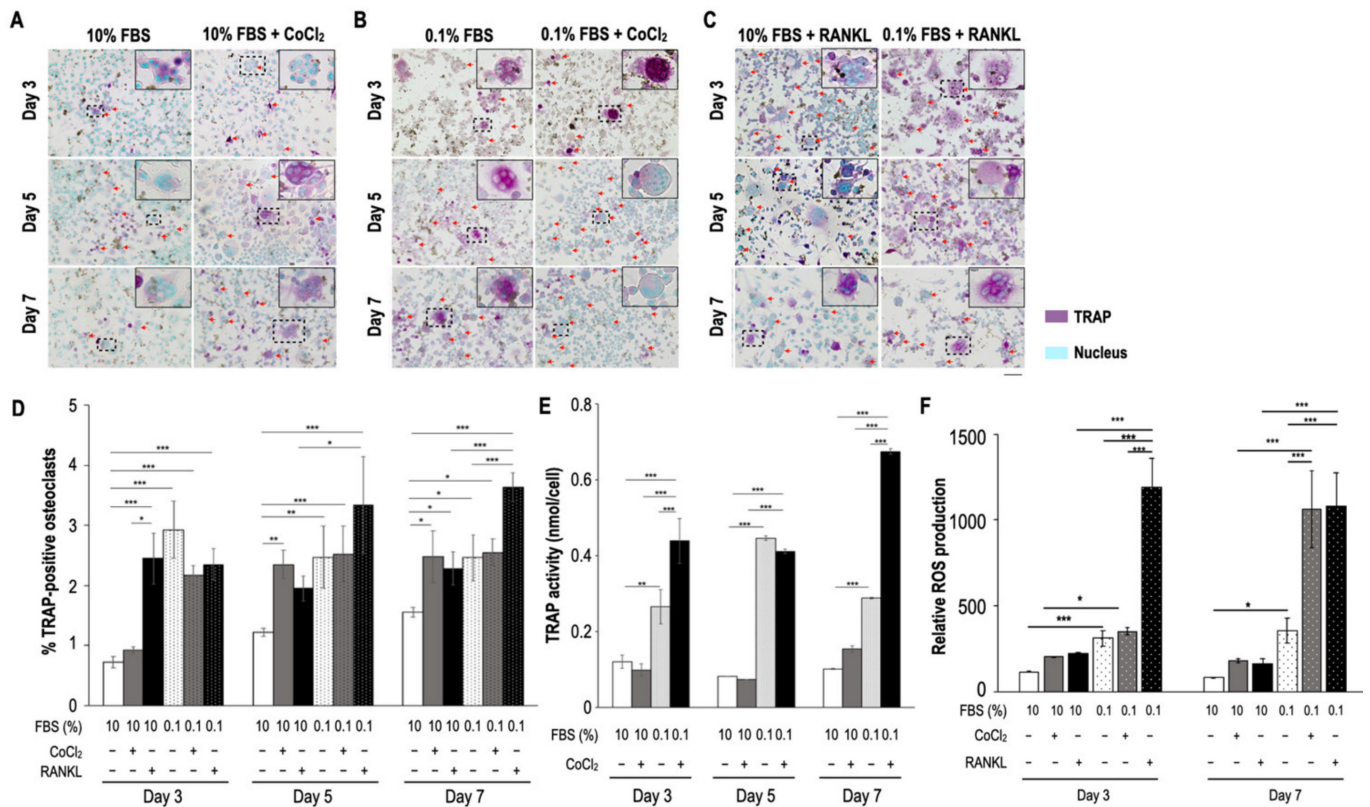 A
10% FBS
10% FBS + CoCl₂
Day 3
Day 5
Day 7
B
0.1% FBS
0.1% FBS + CoCl₂
Day 3
Day 5
Day 7
C
10% FBS + RANKL
0.1% FBS + RANKL
Day 3
Day 5
Day 7
TRAP
Nucleus
D
% TRAP-positive osteoclasts
5
4
3
2
1
0
***
***
***
***
*
***
*
***
**
**
***
***
***
*
*
*
*
FBS (%) 10 10 10 0.1 0.1 0.1 10 10 10 0.1 0.1 0.1 10 10 10 0.1 0.1 0.1
CoCl₂ – + – – + – – + – – + – – + – – + –
RANKL – – + – – + – – + – – + – – + – – +
Day 3 Day 5 Day 7
E
TRAP activity (nmol/cell)
0.8
0.6
0.4
0.2
0
***
***
***
**
***
***
***
***
***
***
***
FBS (%) 10 10 0.1 0.1 10 10 0.1 0.1 10 10 0.1 0.1
CoCl₂ – + – + – + – + – + – +
Day 3 Day 5 Day 7
F
Relative ROS production
1500
1000
500
0
***
***
***
*
***
***
***
***
***
*
FBS (%) 10 10 10 0.1 0.1 0.1 10 10 10 0.1 0.1 0.1
CoCl₂ – + – – + – – + – – + –
RANKL – – + – – + – – + – – +
Day 3 Day 7